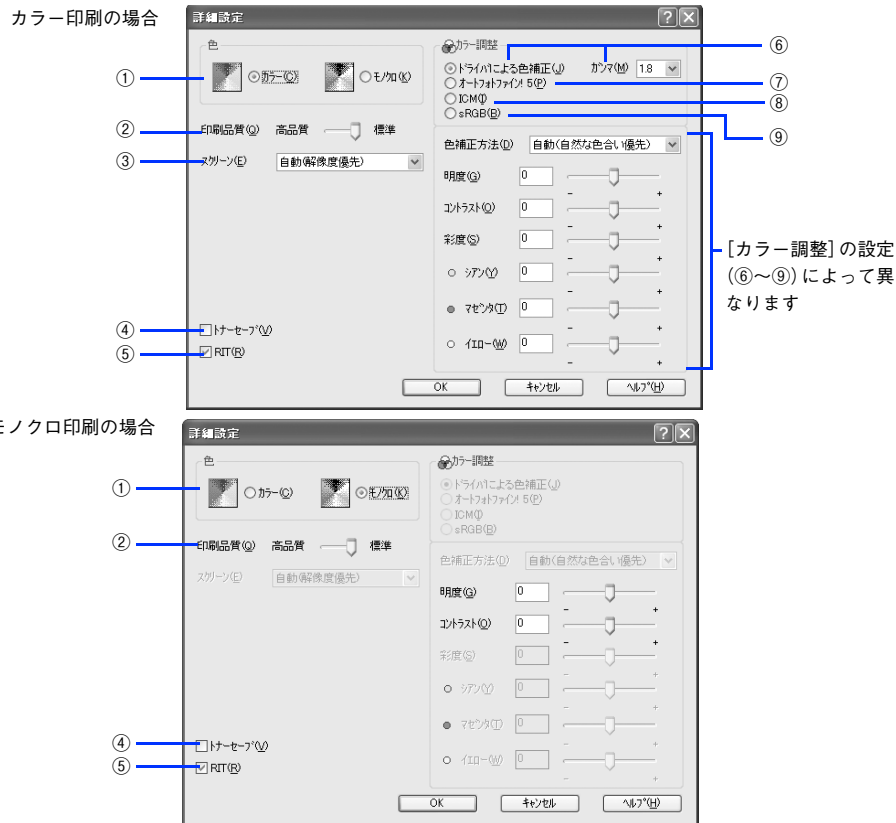 カラー印刷の場合
詳細設定
色
カラー(C)
モノクロ(K)
①
②
印刷品質(Q) 高品質 標準
③
スクリーン(E) 自動(解像度優先)
④
トナーセーブ(V)
⑤
RIT(R)
カラー調整
⑥
ドライバによる色補正(J) ガンマ(M) 1.8
⑦
オートフォトファイン!5(P)
⑧
ICM(I)
⑨
sRGB(B)
色補正方法(D) 自動(自然な色合い優先)
明度(G) 0
- +
コントラスト(O) 0
- +
彩度(S) 0
- +
シアン(Y) 0
- +
マゼンタ(T) 0
- +
イエロー(W) 0
- +
[カラー調整]の設定
(⑥~⑨)によって異
なります
OK キャンセル ヘルプ(H)
モノクロ印刷の場合
詳細設定
色
①
カラー(C)
モノクロ(K)
②
印刷品質(Q) 高品質 標準
スクリーン(E) 自動(解像度優先)
④
トナーセーブ(V)
⑤
RIT(R)
カラー調整
ドライバによる色補正(J)
オートフォトファイン!5(P)
ICM(I)
sRGB(B)
色補正方法(D) 自動(自然な色合い優先)
明度(G) 0
- +
コントラスト(O) 0
- +
彩度(S) 0
- +
シアン(Y) 0
- +
マゼンタ(T) 0
- +
イエロー(W) 0
- +
OK キャンセル ヘルプ(H)